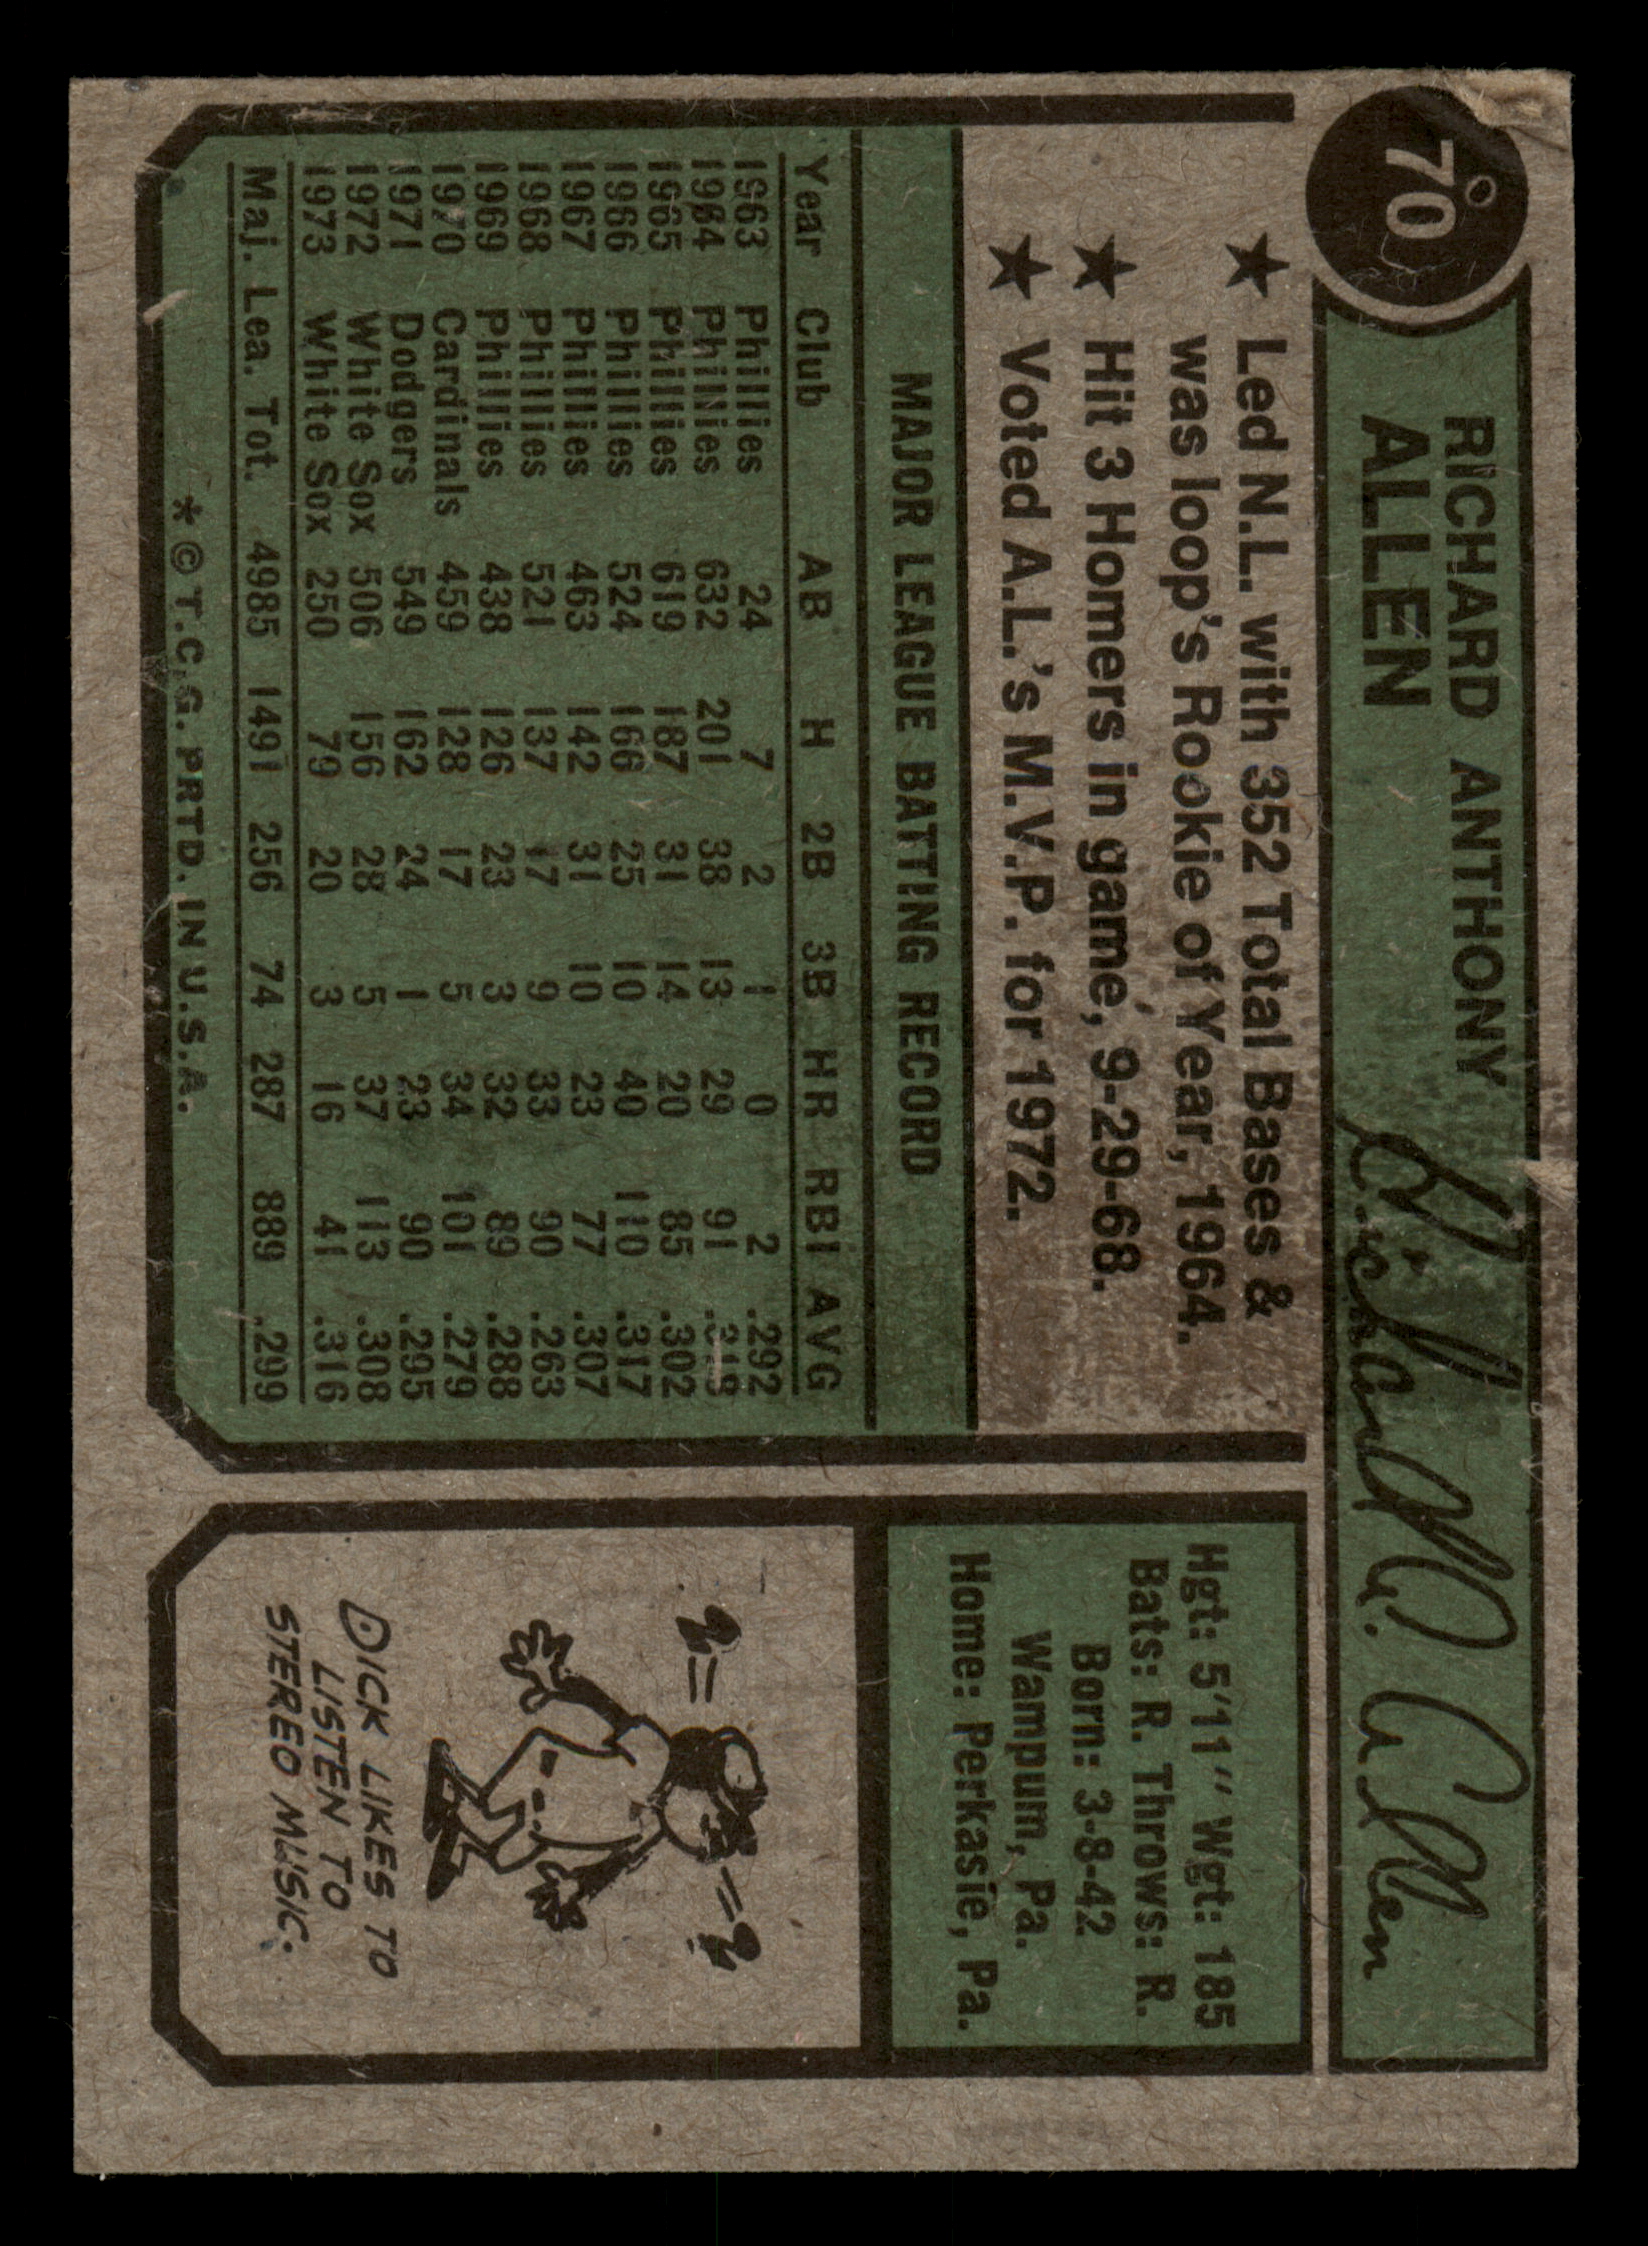 70
RICHARD ANTHONY
ALLEN
Richard A. Allen
★ Led N.L. with 352 Total Bases &
was loop's Rookie of Year, 1964.
★ Hit 3 Homers in game, 9-29-68.
★ Voted A.L.'s M.V.P. for 1972.
MAJOR LEAGUE BATTING RECORD
Year Club AB H 2B 3B HR RBI AVG
1963 Phillies 24 7 2 1 0 2 .292
1964 Phillies 632 201 38 13 29 91 .318
1965 Phillies 619 187 31 14 20 85 .302
1966 Phillies 524 166 25 10 40 110 .317
1967 Phillies 463 142 31 10 23 77 .307
1968 Phillies 521 137 17 9 33 90 .263
1969 Phillies 438 126 23 3 32 89 .288
1970 Cardinals 459 128 17 5 34 101 .279
1971 Dodgers 549 162 24 1 23 90 .295
1972 White Sox 506 156 28 5 37 113 .308
1973 White Sox 250 79 20 3 16 41 .316
Maj. Lea. Tot. 4985 1491 256 74 287 889 .299
* © T.C.G. PRTD. IN U.S.A.
Hgt: 5'11" Wgt: 185
Bats: R. Throws: R.
Born: 3-8-42
Wampum, Pa.
Home: Perkasie, Pa.
DICK LIKES TO
LISTEN TO
STEREO MUSIC.